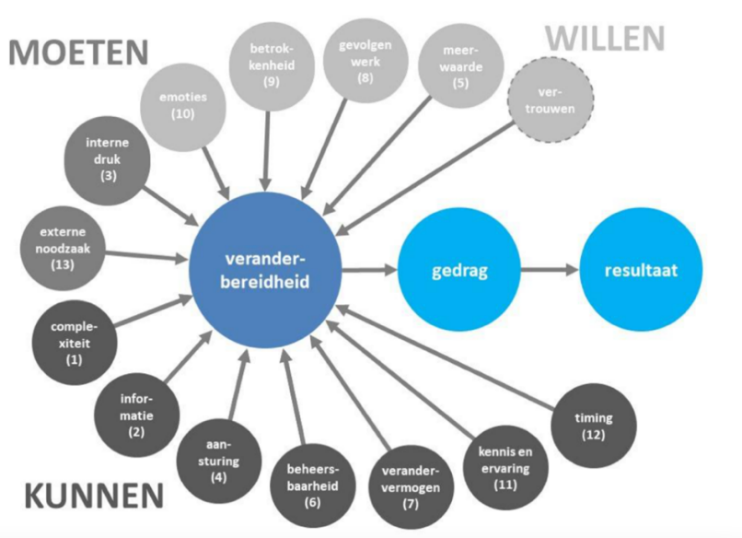 MOETEN
WILLEN
betrok-
kenheid
(9)
gevolgen
werk
(8)
meer-
waarde
(5)
ver-
trouwen
emoties
(10)
interne
druk
(3)
externe
noodzaak
(13)
verander-
bereidheid
gedrag
resultaat
comple-
xiteit
(1)
infor-
matie
(2)
aan-
sturing
(4)
beheers-
baarheid
(6)
verander-
vermogen
(7)
kennis en
ervaring
(11)
timing
(12)
KUNNEN